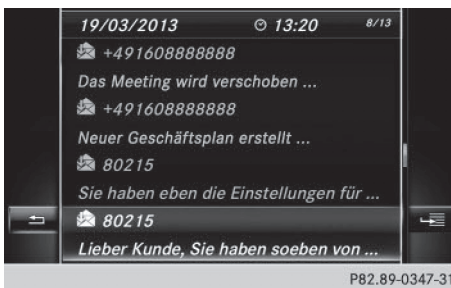 19/03/2013 13:20 8/13
+491608888888
Das Meeting wird verschoben ...
+491608888888
Neuer Geschäftsplan erstellt ...
80215
Sie haben eben die Einstellungen für ...
80215
Lieber Kunde, Sie haben soeben von ...
P82.89-0347-31